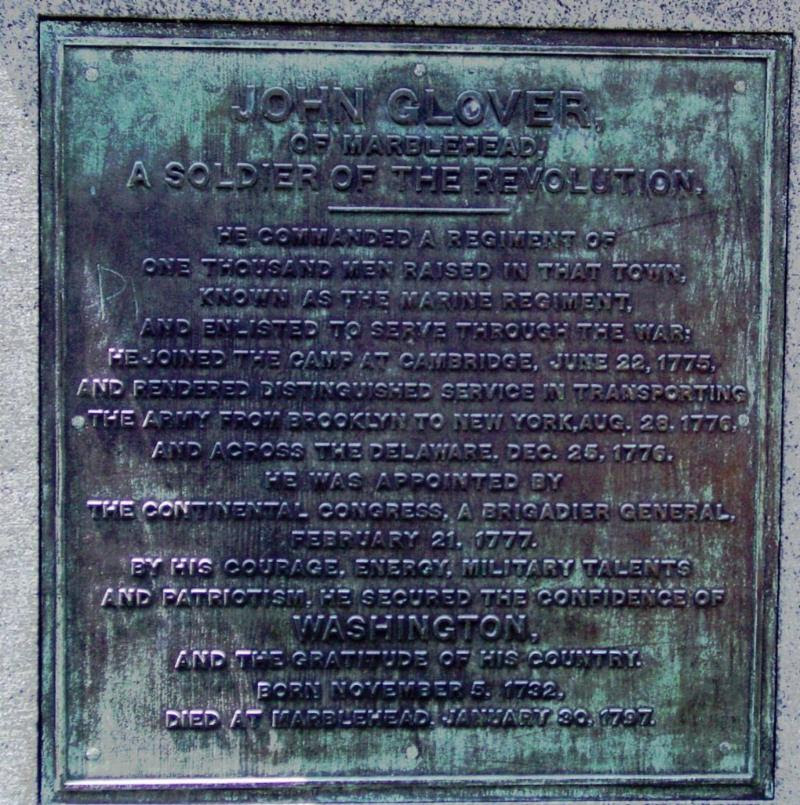 JOHN GLOVER,
OF MARBLEHEAD,
A SOLDIER OF THE REVOLUTION.
HE COMMANDED A REGIMENT OF
ONE THOUSAND MEN RAISED IN THAT TOWN,
KNOWN AS THE MARINE REGIMENT,
AND ENLISTED TO SERVE THROUGH THE WAR;
HE JOINED THE CAMP AT CAMBRIDGE, JUNE 22, 1775,
AND RENDERED DISTINGUISHED SERVICE IN TRANSPORTING
THE ARMY FROM BROOKLYN TO NEW YORK, AUG. 28, 1776,
AND ACROSS THE DELAWARE, DEC. 25, 1776.
HE WAS APPOINTED BY
THE CONTINENTAL CONGRESS, A BRIGADIER GENERAL,
FEBRUARY 21, 1777.
BY HIS COURAGE, ENERGY, MILITARY TALENTS
AND PATRIOTISM, HE SECURED THE CONFIDENCE OF
WASHINGTON,
AND THE GRATITUDE OF HIS COUNTRY.
BORN NOVEMBER 5, 1732,
DIED AT MARBLEHEAD, JANUARY 30, 1797.